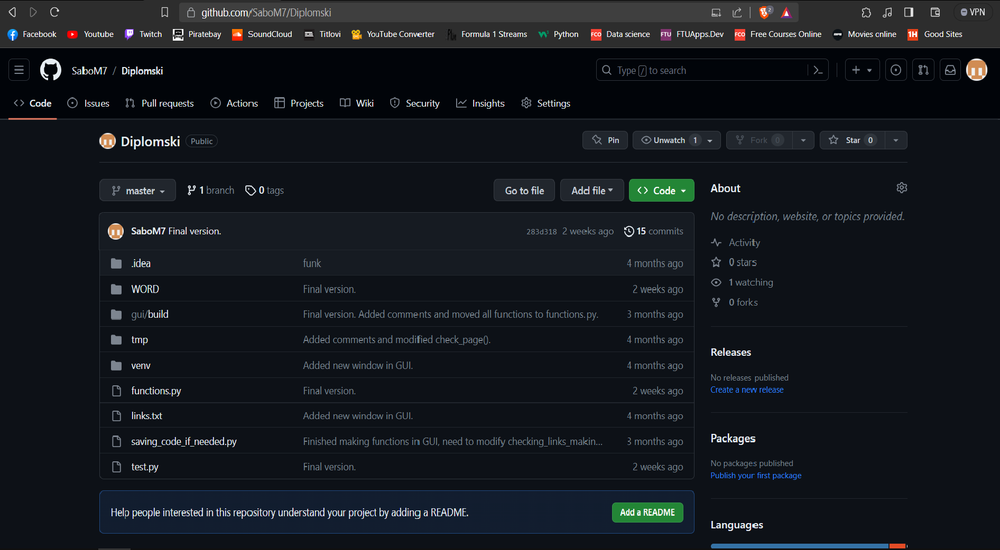 github.com/SaboM7/Diplomski 2 VPN
Facebook Youtube Twitch Piratebay SoundCloud Titlovi YouTube Converter Formula 1 Streams Python FCO Data science FTU FTUApps.Dev FCO Free Courses Online Movies online 1H Good Sites
SaboM7 / Diplomski Type / to search
Code Issues Pull requests Actions Projects Wiki Security Insights Settings
Diplomski Public Pin Unwatch 1 Fork 0 Star 0
master 1 branch 0 tags Go to file Add file Code
SaboM7 Final version. 283d318 2 weeks ago 15 commits
.idea funk 4 months ago
WORD Final version. 2 weeks ago
gui/build Final version. Added comments and moved all functions to functions.py. 3 months ago
tmp Added comments and modified check_page(). 4 months ago
venv Added new window in GUI. 4 months ago
functions.py Final version. 2 weeks ago
links.txt Added new window in GUI. 4 months ago
saving_code_if_needed.py Finished making functions in GUI, need to modify checking_links_makin... 3 months ago
test.py Final version. 2 weeks ago
Help people interested in this repository understand your project by adding a README. Add a README
About
No description, website, or topics provided.
Activity
0 stars
1 watching
0 forks
Releases
No releases published
Create a new release
Packages
No packages published
Publish your first package
Languages